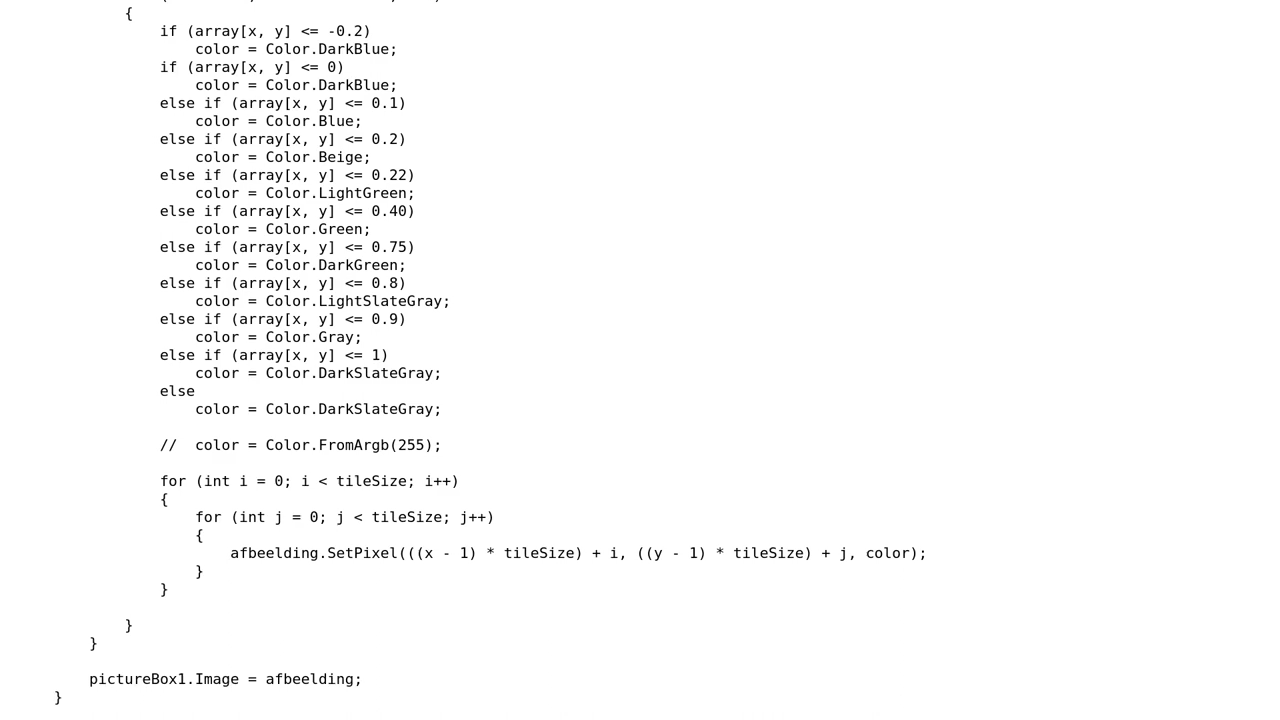 {
if (array[x, y] <= -0.2)
color = Color.DarkBlue;
if (array[x, y] <= 0)
color = Color.DarkBlue;
else if (array[x, y] <= 0.1)
color = Color.Blue;
else if (array[x, y] <= 0.2)
color = Color.Beige;
else if (array[x, y] <= 0.22)
color = Color.LightGreen;
else if (array[x, y] <= 0.40)
color = Color.Green;
else if (array[x, y] <= 0.75)
color = Color.DarkGreen;
else if (array[x, y] <= 0.8)
color = Color.LightSlateGray;
else if (array[x, y] <= 0.9)
color = Color.Gray;
else if (array[x, y] <= 1)
color = Color.DarkSlateGray;
else
color = Color.DarkSlateGray;
//  color = Color.FromArgb(255);
for (int i = 0; i < tileSize; i++)
{
for (int j = 0; j < tileSize; j++)
{
afbeelding.SetPixel(((x - 1) * tileSize) + i, ((y - 1) * tileSize) + j, color);
}
}
}
}
pictureBox1.Image = afbeelding;
}